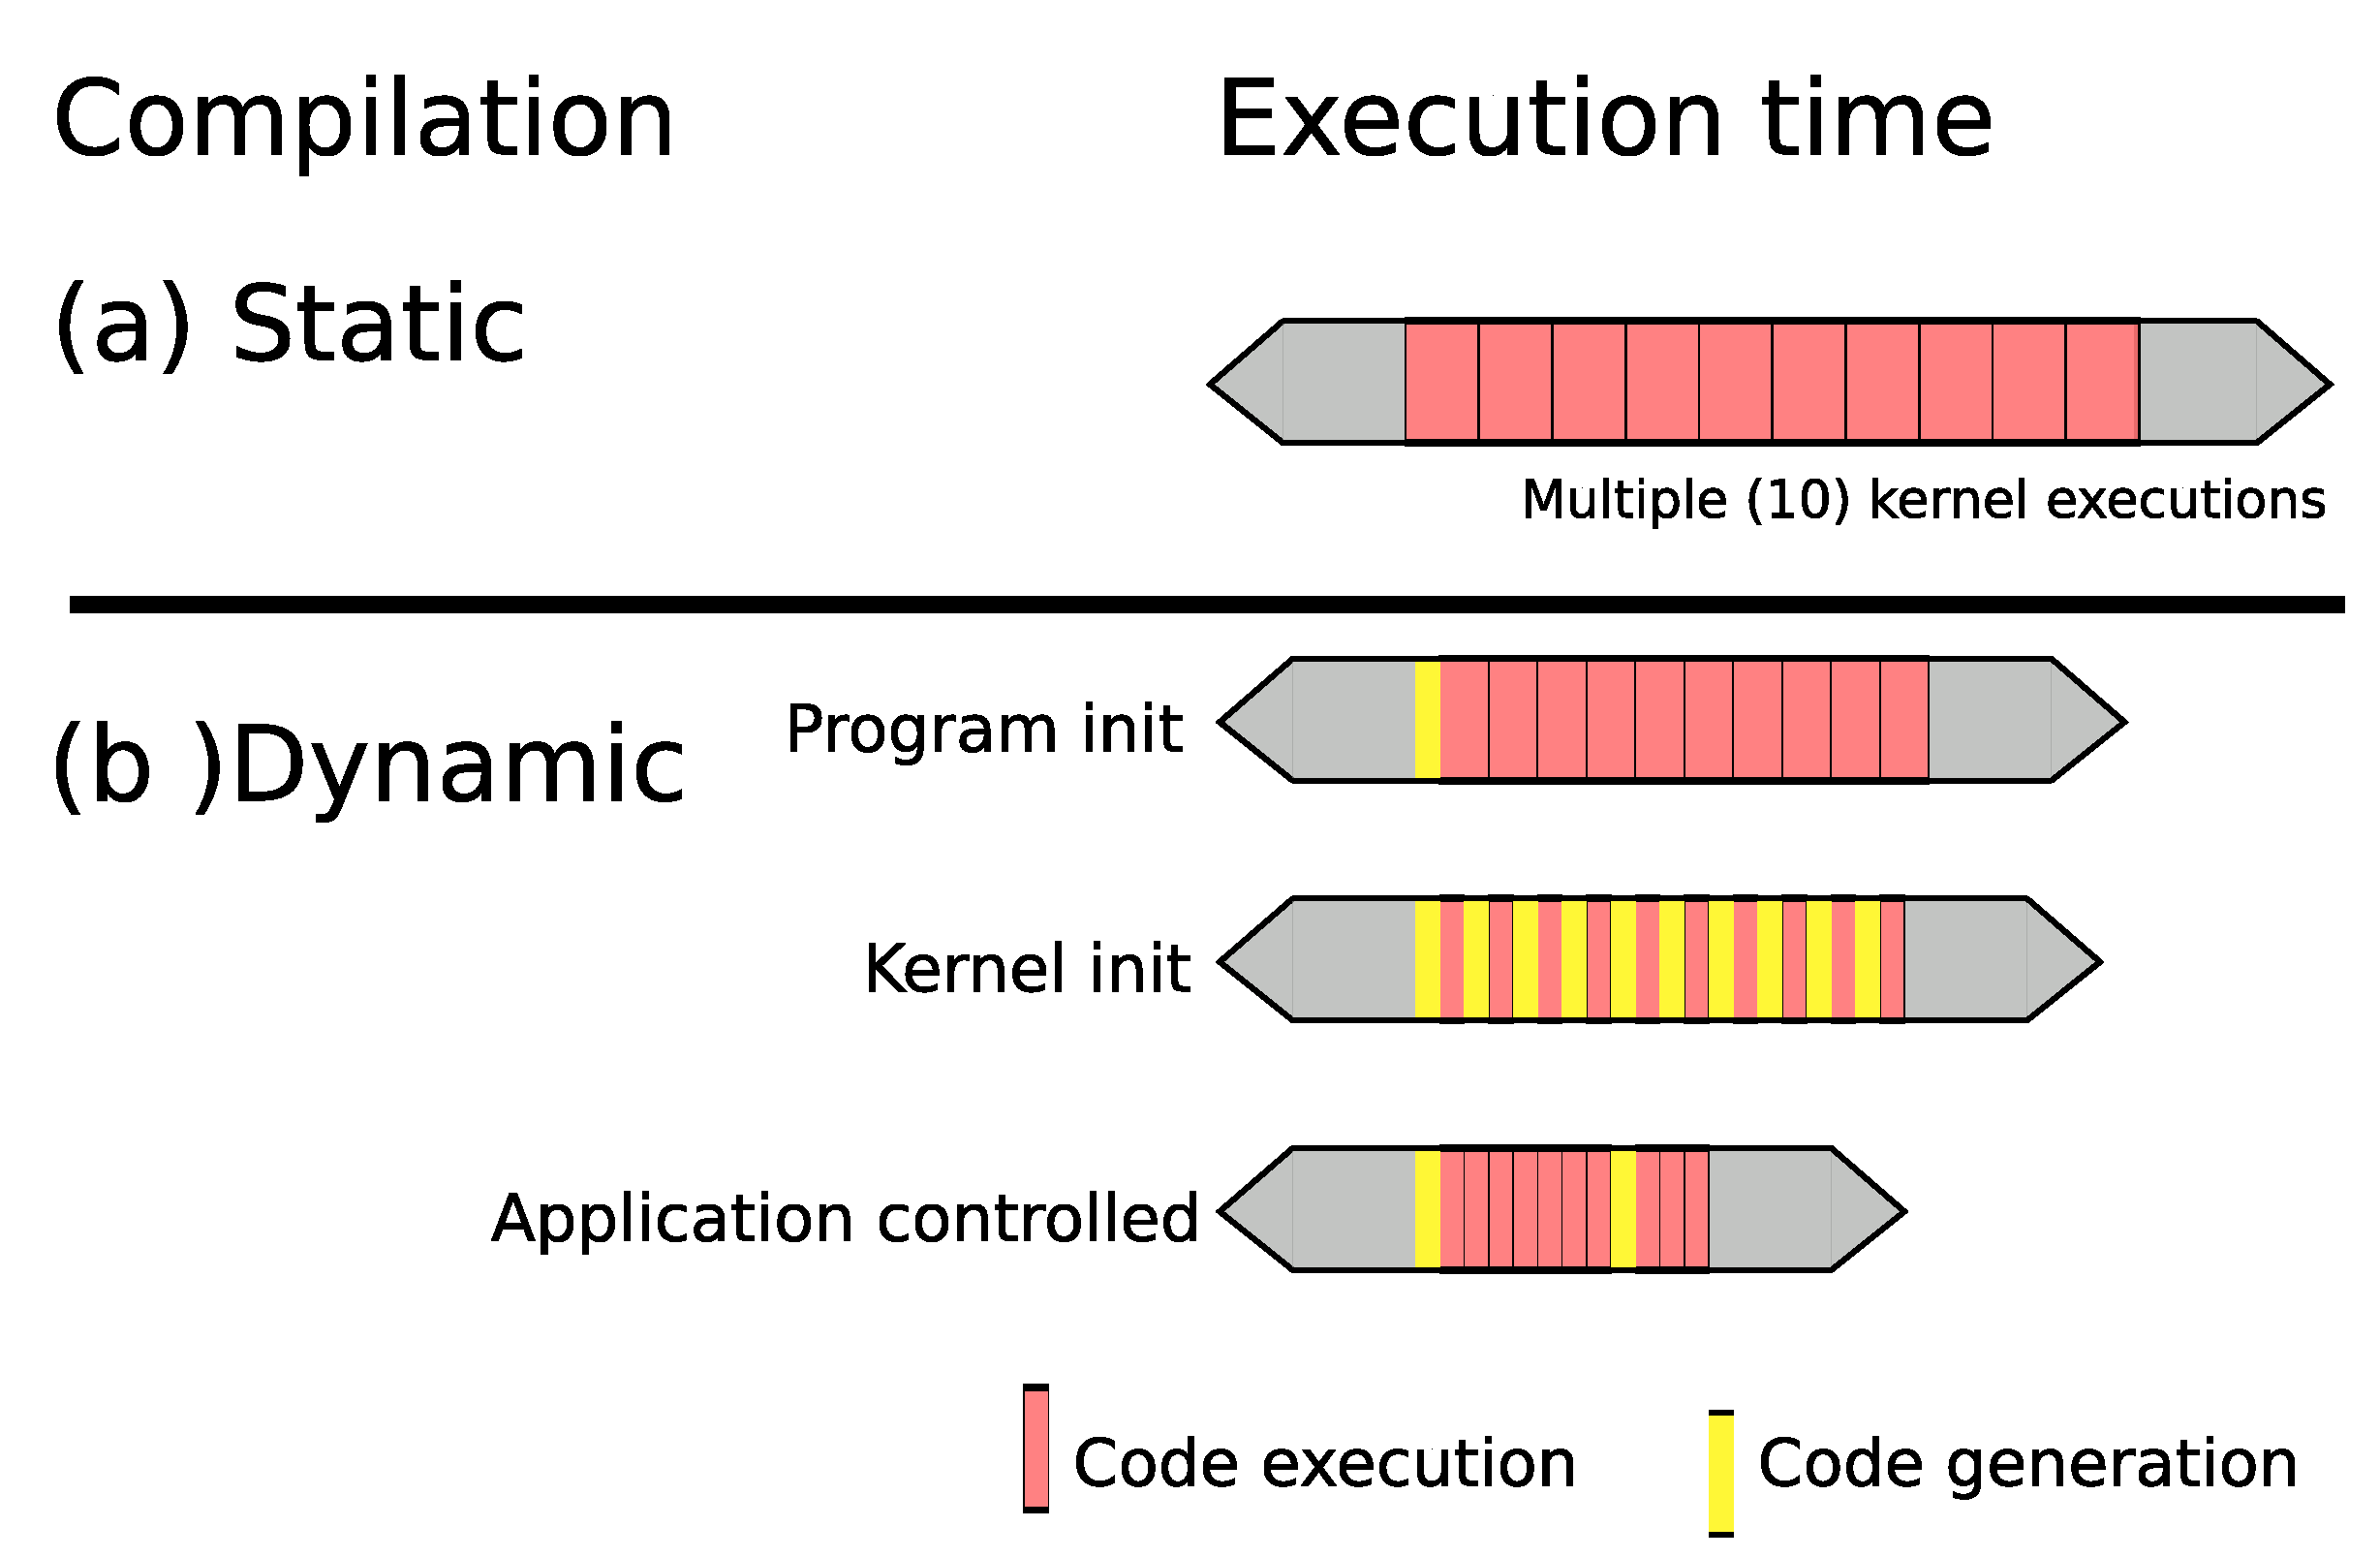 Compilation Execution time
(a) Static
Multiple (10) kernel executions
Program init
(b )Dynamic
Kernel init
Application controlled
Code execution Code generation